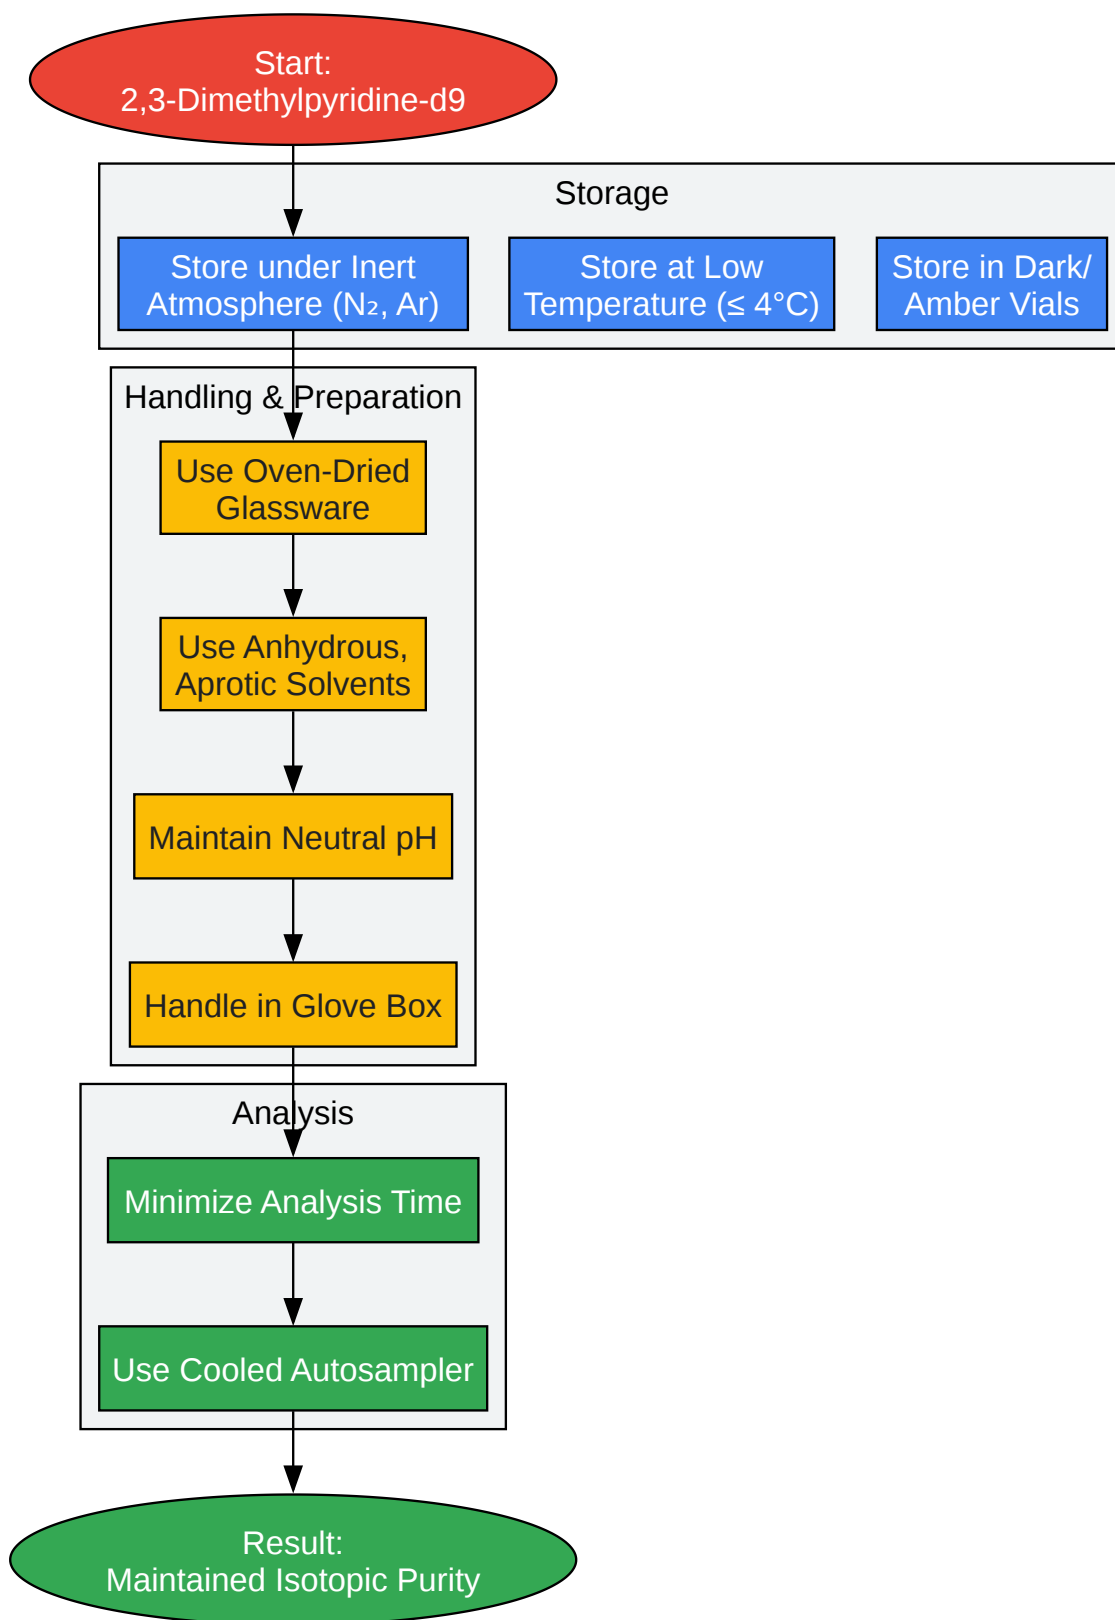 Start:
2,3-Dimethylpyridine-d9
Storage
Store under Inert
Atmosphere (N₂, Ar)
Store at Low
Temperature (≤ 4°C)
Store in Dark/
Amber Vials
Handling & Preparation
Use Oven-Dried
Glassware
Use Anhydrous,
Aprotic Solvents
Maintain Neutral pH
Handle in Glove Box
Analysis
Minimize Analysis Time
Use Cooled Autosampler
Result:
Maintained Isotopic Purity